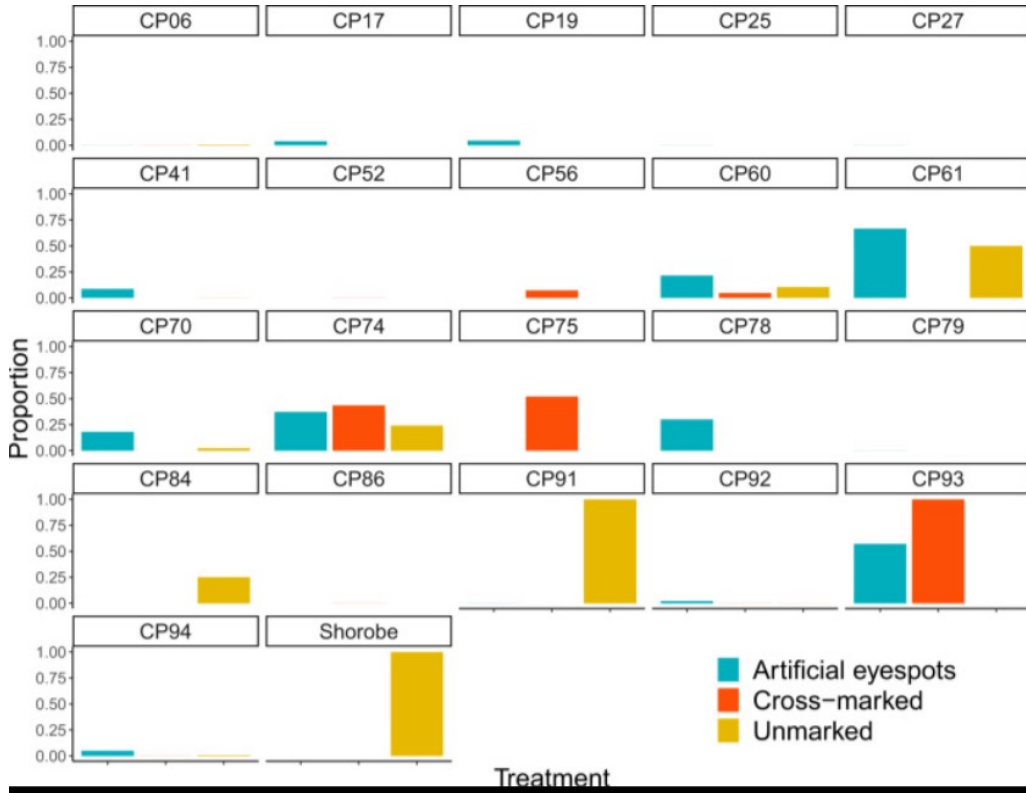 CP06 CP17 CP19 CP25 CP27
1.00
0.75
0.50
0.25
0.00
CP41 CP52 CP56 CP60 CP61
1.00
0.75
0.50
0.25
0.00
CP70 CP74 CP75 CP78 CP79
1.00
0.75
0.50
0.25
0.00
Proportion
CP84 CP86 CP91 CP92 CP93
1.00
0.75
0.50
0.25
0.00
CP94 Shorobe
1.00
0.75
0.50
0.25
0.00
Artificial eyespots
Cross-marked
Unmarked
Treatment